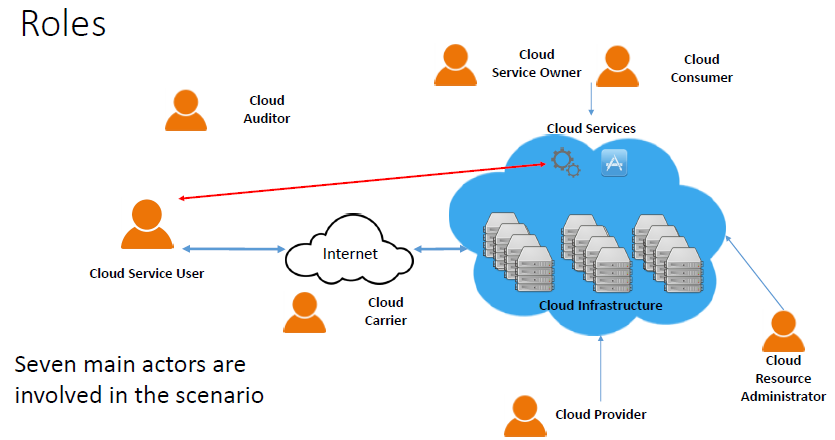 Roles
Cloud
Service Owner
Cloud
Consumer
Cloud
Auditor
Cloud Services
Internet
Cloud Service User
Cloud
Carrier
Cloud Infrastructure
Seven main actors are
involved in the scenario
Cloud
Resource
Administrator
Cloud Provider